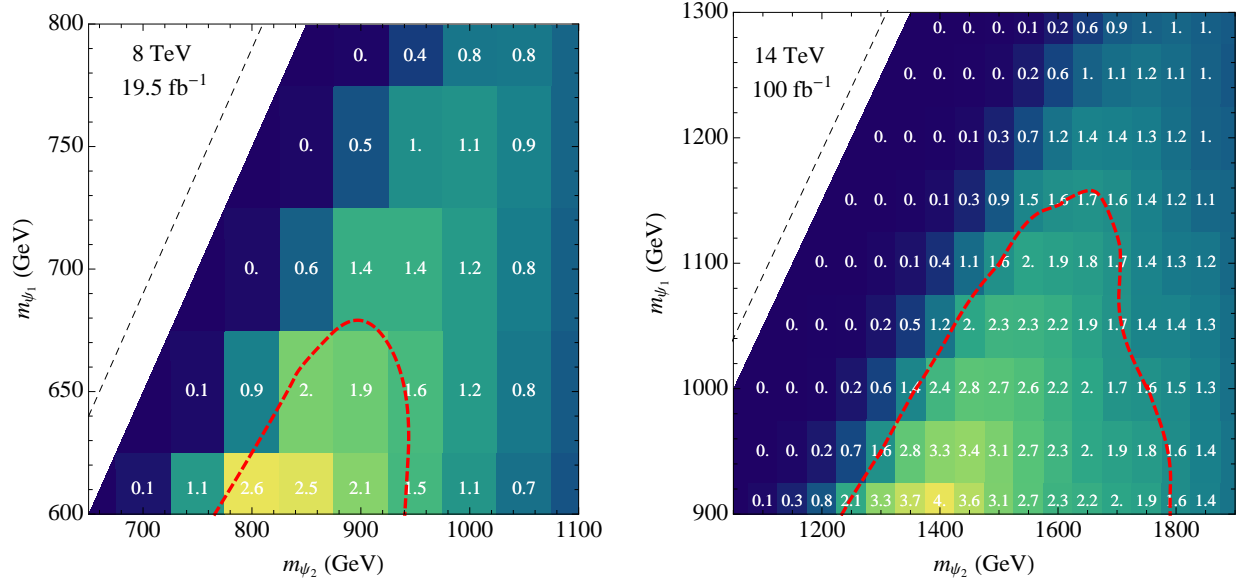 800
750
700
650
600
m_ψ₁ (GeV)
8 TeV
19.5 fb⁻¹
0. 0.4 0.8 0.8
0. 0.5 1. 1.1 0.9
0. 0.6 1.4 1.4 1.2 0.8
0.1 0.9 2. 1.9 1.6 1.2 0.8
0.1 1.1 2.6 2.5 2.1 1.5 1.1 0.7
700 800 900 1000 1100
m_ψ₂ (GeV)
1300
1200
1100
1000
900
m_ψ₁ (GeV)
14 TeV
100 fb⁻¹
0. 0. 0. 0.1 0.2 0.6 0.9 1. 1. 1.
0. 0. 0. 0. 0.2 0.6 1. 1.1 1.2 1.1 1.
0. 0. 0. 0.1 0.3 0.7 1.2 1.4 1.4 1.3 1.2 1.
0. 0. 0. 0.1 0.3 0.9 1.5 1.6 1.7 1.6 1.4 1.2 1.1
0. 0. 0. 0.1 0.4 1.1 1.6 2. 1.9 1.8 1.7 1.4 1.3 1.2
0. 0. 0. 0.2 0.5 1.2 2. 2.3 2.3 2.2 1.9 1.7 1.4 1.4 1.3
0. 0. 0. 0.2 0.6 1.4 2.4 2.8 2.7 2.6 2.2 2. 1.7 1.6 1.5 1.3
0. 0. 0.2 0.7 1.6 2.8 3.3 3.4 3.1 2.7 2.3 2. 1.9 1.8 1.6 1.4
0.1 0.3 0.8 2.1 3.3 3.7 4. 3.6 3.1 2.7 2.3 2.2 2. 1.9 1.6 1.4
1200 1400 1600 1800
m_ψ₂ (GeV)